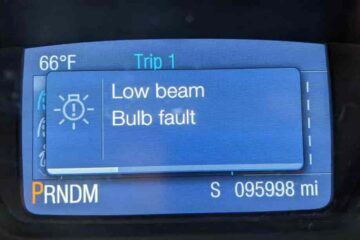 66°F Trip 1
Low beam
Bulb fault
PRNDM S 095998 mi